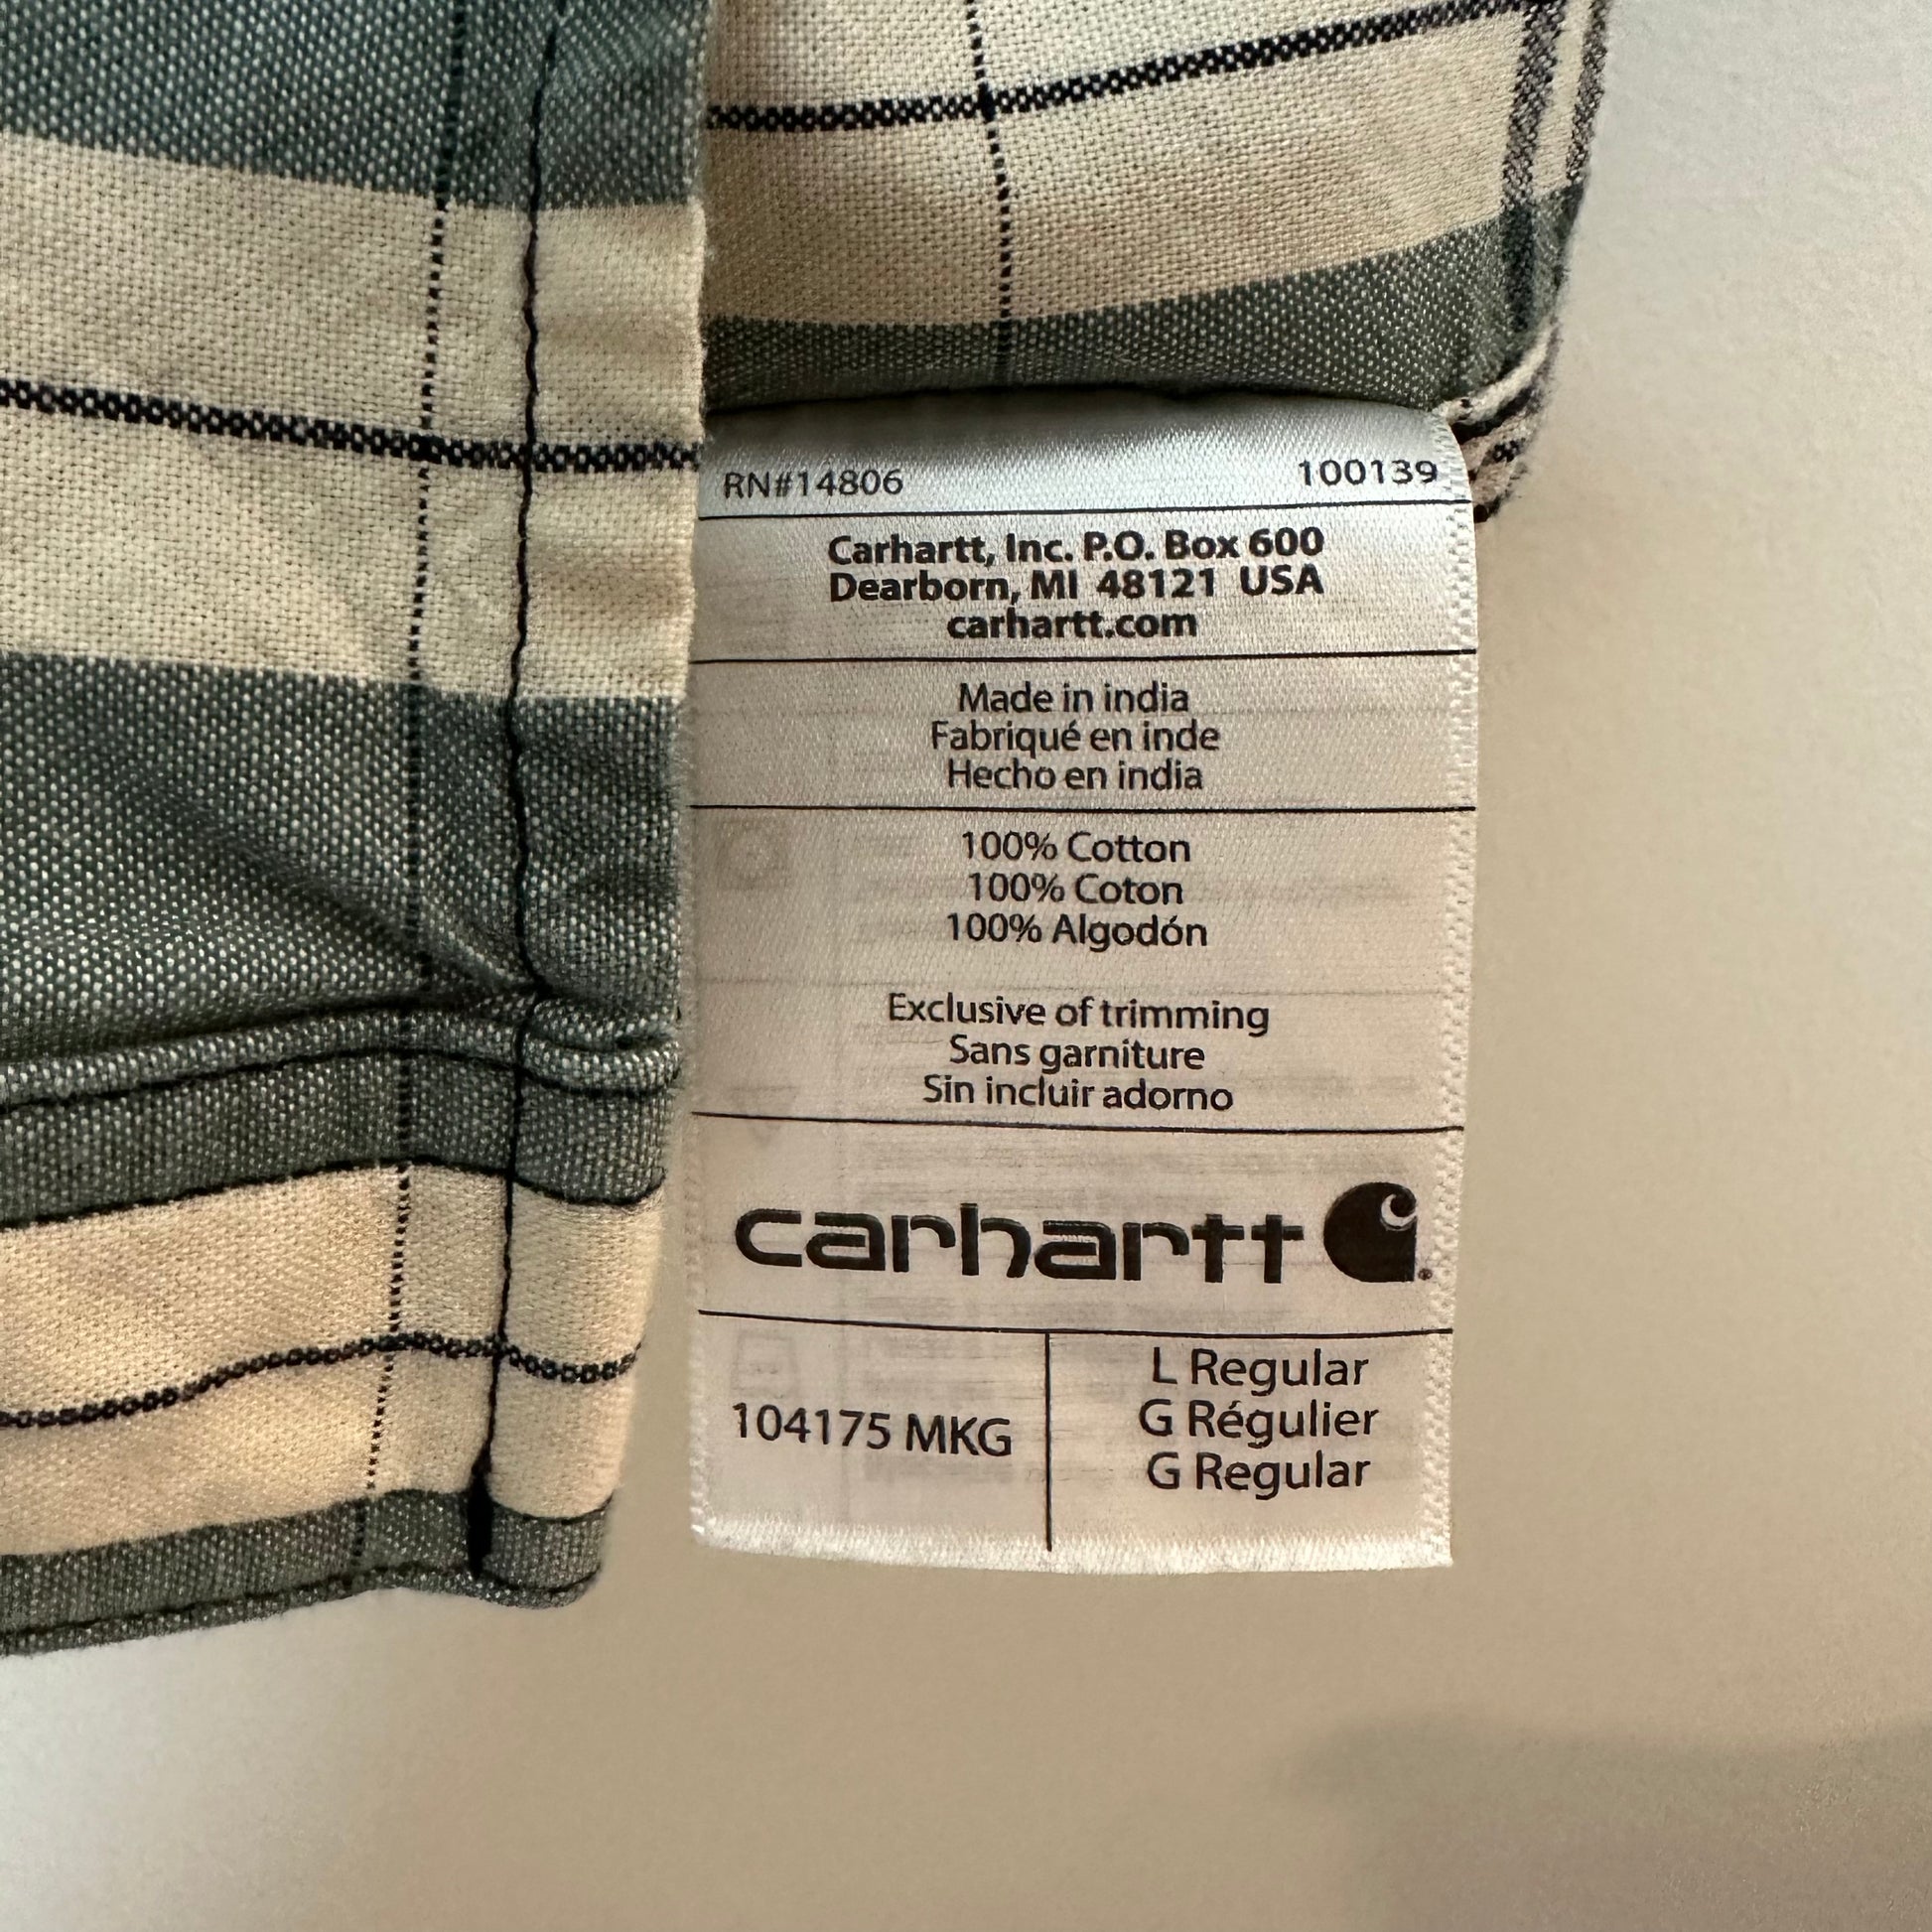 RN#14806 100139
Carhartt, Inc. P.O. Box 600
Dearborn, MI 48121 USA
carhartt.com
Made in india
Fabriqué en inde
Hecho en india
100% Cotton
100% Coton
100% Algodón
Exclusive of trimming
Sans garniture
Sin incluir adorno
carhartt
104175 MKG
L Regular
G Régulier
G Regular